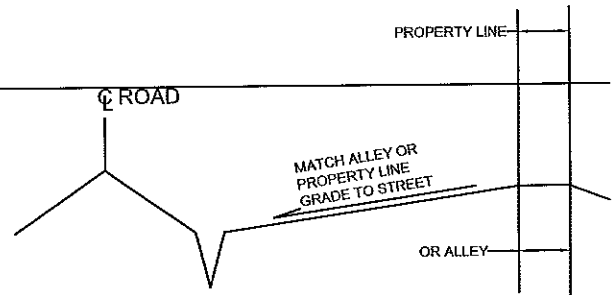 PROPERTY LINE
℄ ROAD
MATCH ALLEY OR
PROPERTY LINE
GRADE TO STREET
OR ALLEY